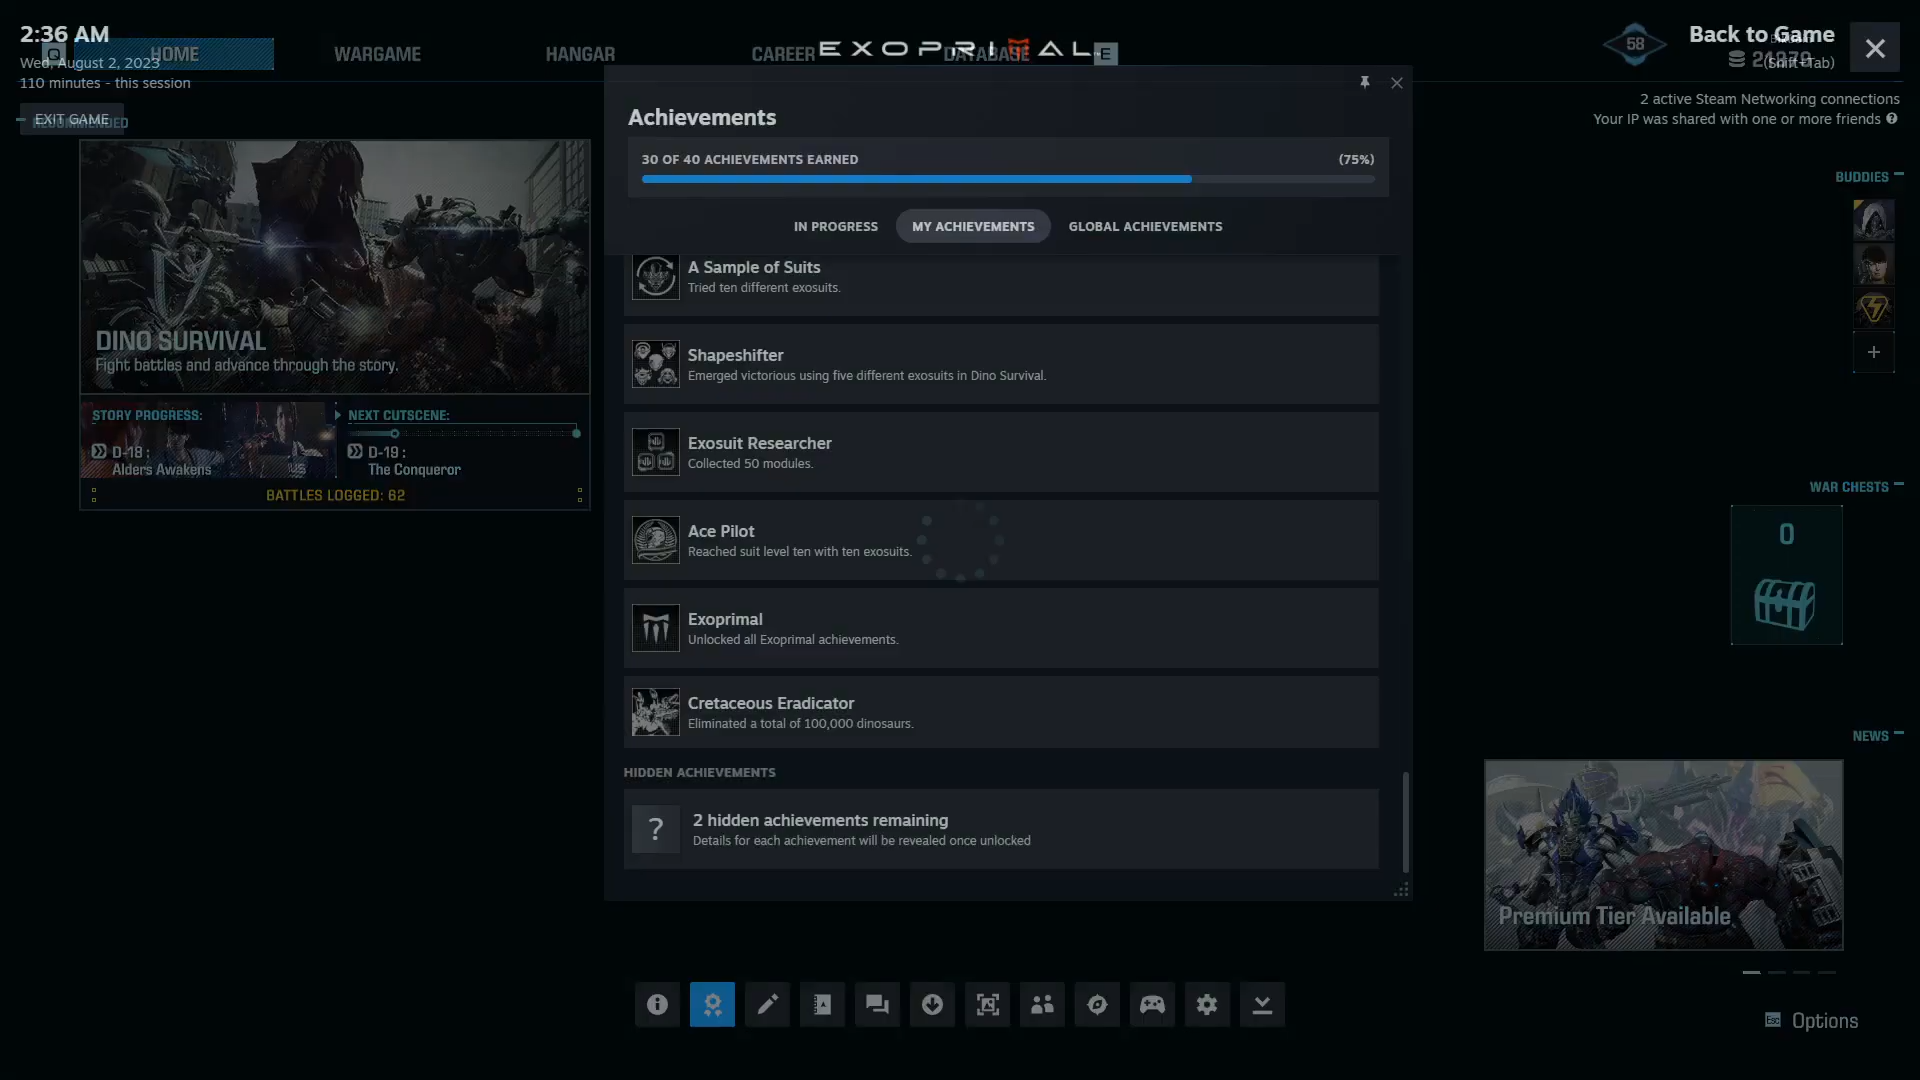 2:36 AM
Wed, August 2, 2023
110 minutes - this session
EXIT GAME
Q
HOME
WARGAME
HANGAR
CAREER
DATABASE
E
EXOPRIMAL
58
Back to Game
(Shift+Tab)
2 active Steam Networking connections
Your IP was shared with one or more friends
RECOMMENDED
DINO SURVIVAL
Fight battles and advance through the story.
STORY PROGRESS:
D-18 :
Alders Awakens
NEXT CUTSCENE:
D-19 :
The Conqueror
BATTLES LOGGED: 62
Achievements
30 OF 40 ACHIEVEMENTS EARNED
(75%)
IN PROGRESS
MY ACHIEVEMENTS
GLOBAL ACHIEVEMENTS
A Sample of Suits
Tried ten different exosuits.
Shapeshifter
Emerged victorious using five different exosuits in Dino Survival.
Exosuit Researcher
Collected 50 modules.
Ace Pilot
Reached suit level ten with ten exosuits.
Exoprimal
Unlocked all Exoprimal achievements.
Cretaceous Eradicator
Eliminated a total of 100,000 dinosaurs.
HIDDEN ACHIEVEMENTS
?
2 hidden achievements remaining
Details for each achievement will be revealed once unlocked
BUDDIES
WAR CHESTS
0
NEWS
Premium Tier Available
Esc
Options